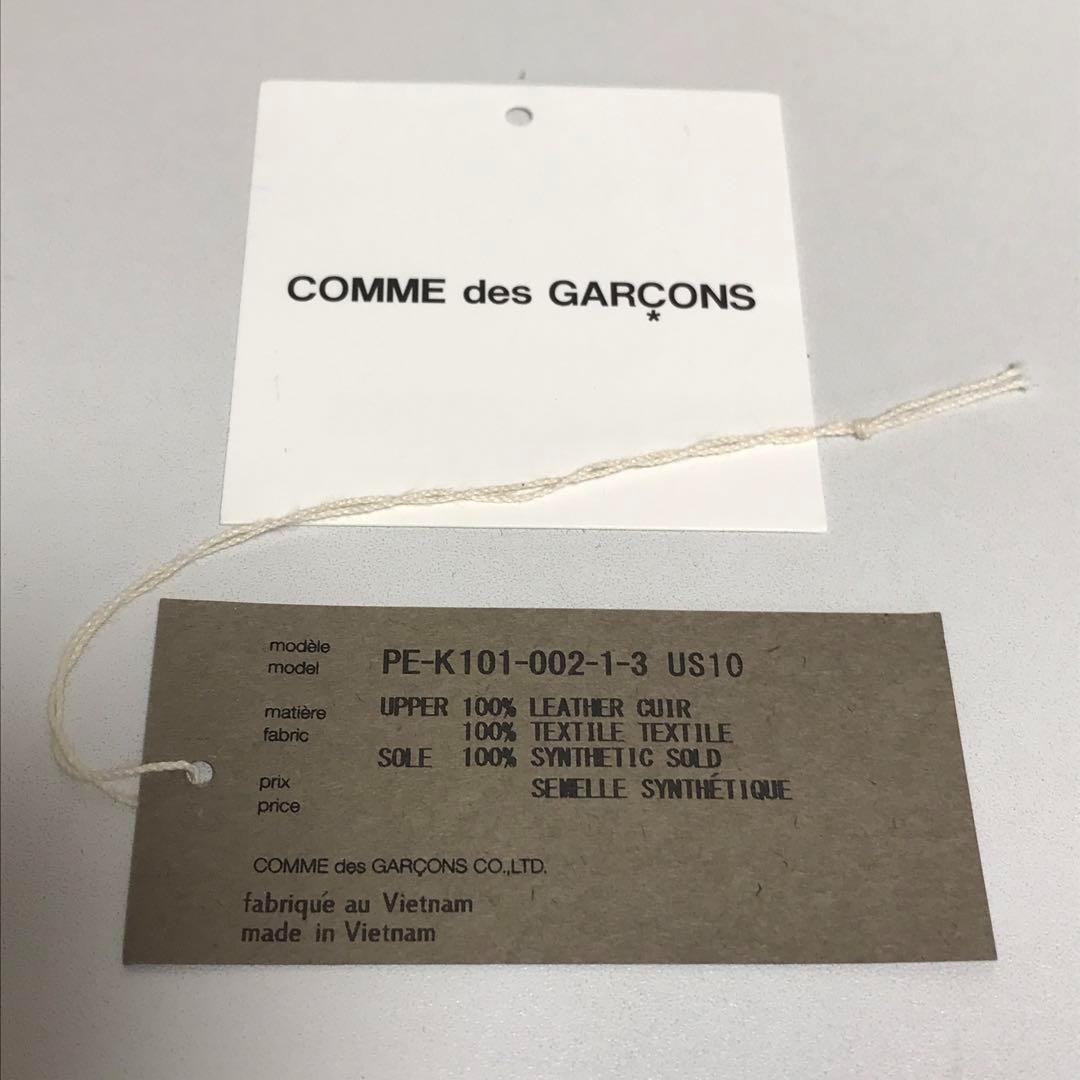 COMME des GARÇONS
*
modèle
model PE-K101-002-1-3 US10
matière UPPER 100% LEATHER CUIR
fabric 100% TEXTILE TEXTILE
SOLE 100% SYNTHETIC SOLD
prix SEMELLE SYNTHÉTIQUE
price
COMME des GARÇONS CO.,LTD.
fabriqué au Vietnam
made in Vietnam